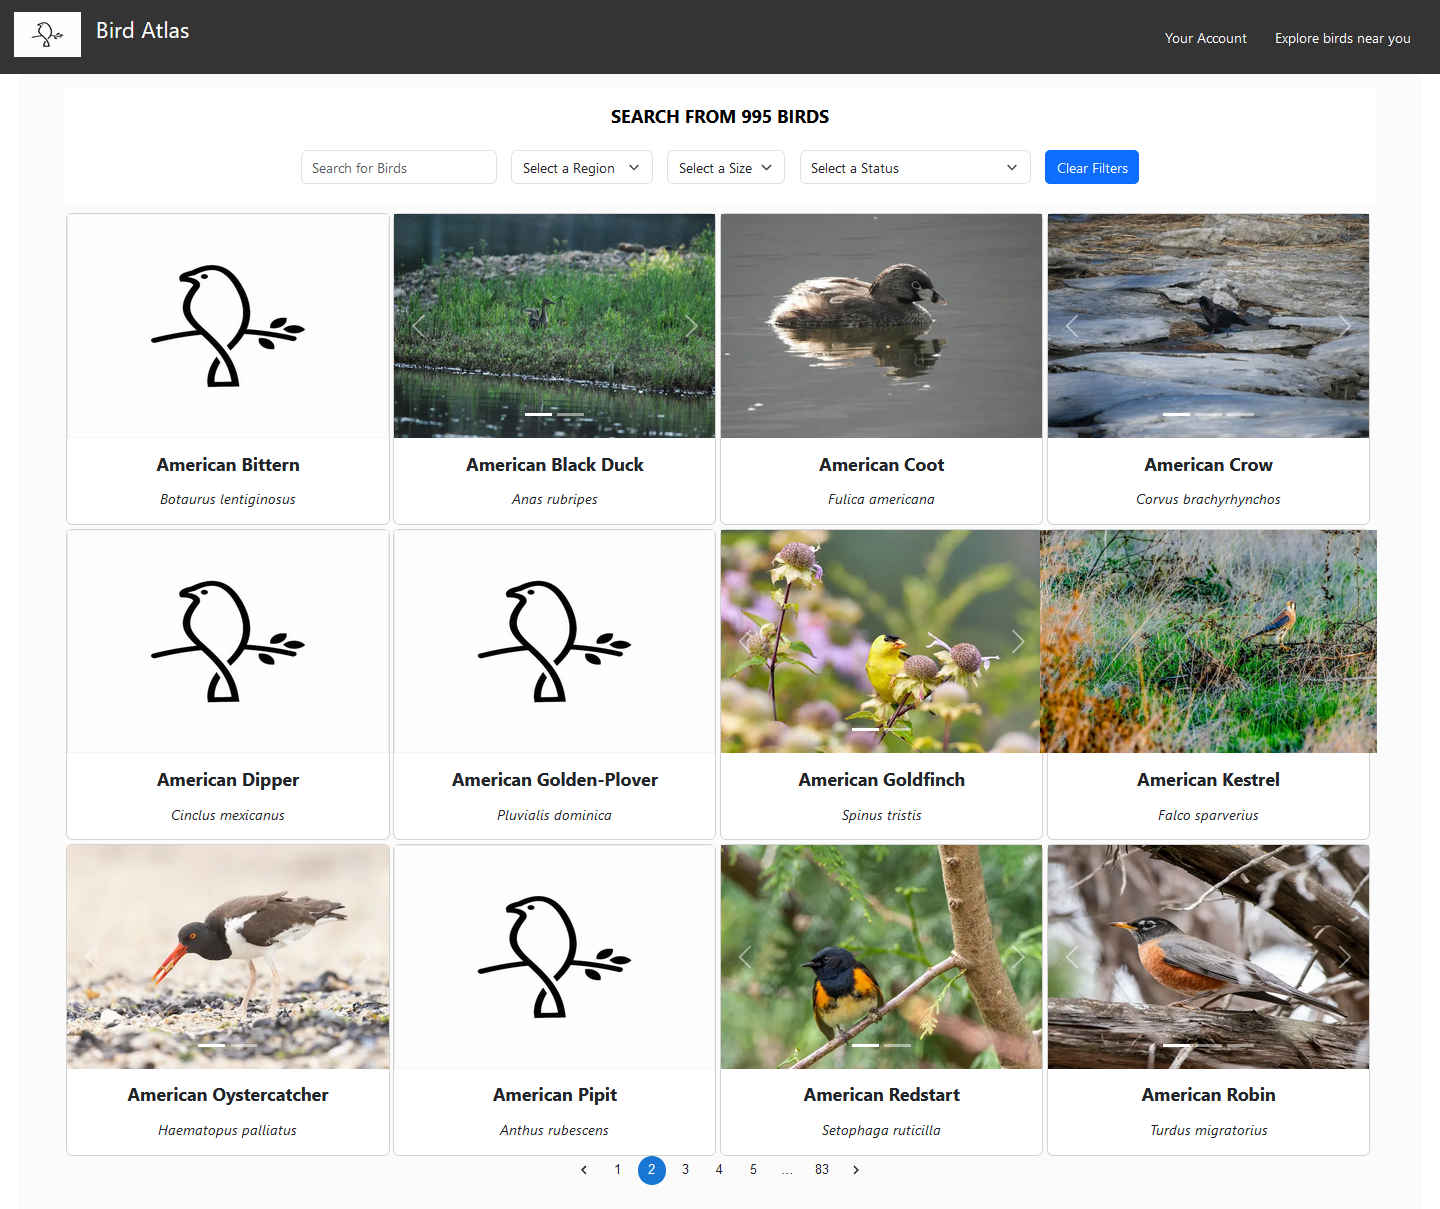 Bird Atlas
Your Account
Explore birds near you
SEARCH FROM 995 BIRDS
Search for Birds
Select a Region
Select a Size
Select a Status
Clear Filters
American Bittern
Botaurus lentiginosus
American Black Duck
Anas rubripes
American Coot
Fulica americana
American Crow
Corvus brachyrhynchos
American Dipper
Cinclus mexicanus
American Golden-Plover
Pluvialis dominica
American Goldfinch
Spinus tristis
American Kestrel
Falco sparverius
American Oystercatcher
Haematopus palliatus
American Pipit
Anthus rubescens
American Redstart
Setophaga ruticilla
American Robin
Turdus migratorius
1 2 3 4 5 ... 83